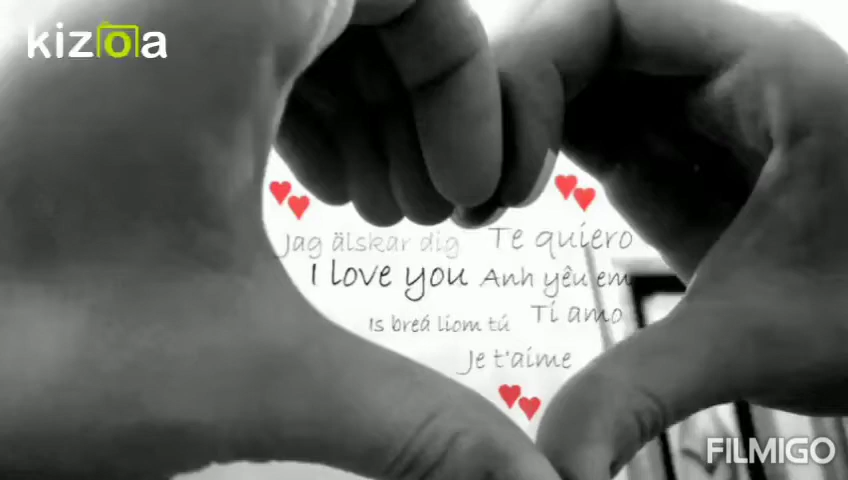 kizoa
Jag älskar dig Te quiero
I love you Anh yêu em
Is breá liom tú Ti amo
Je t'aime
FILMIGO